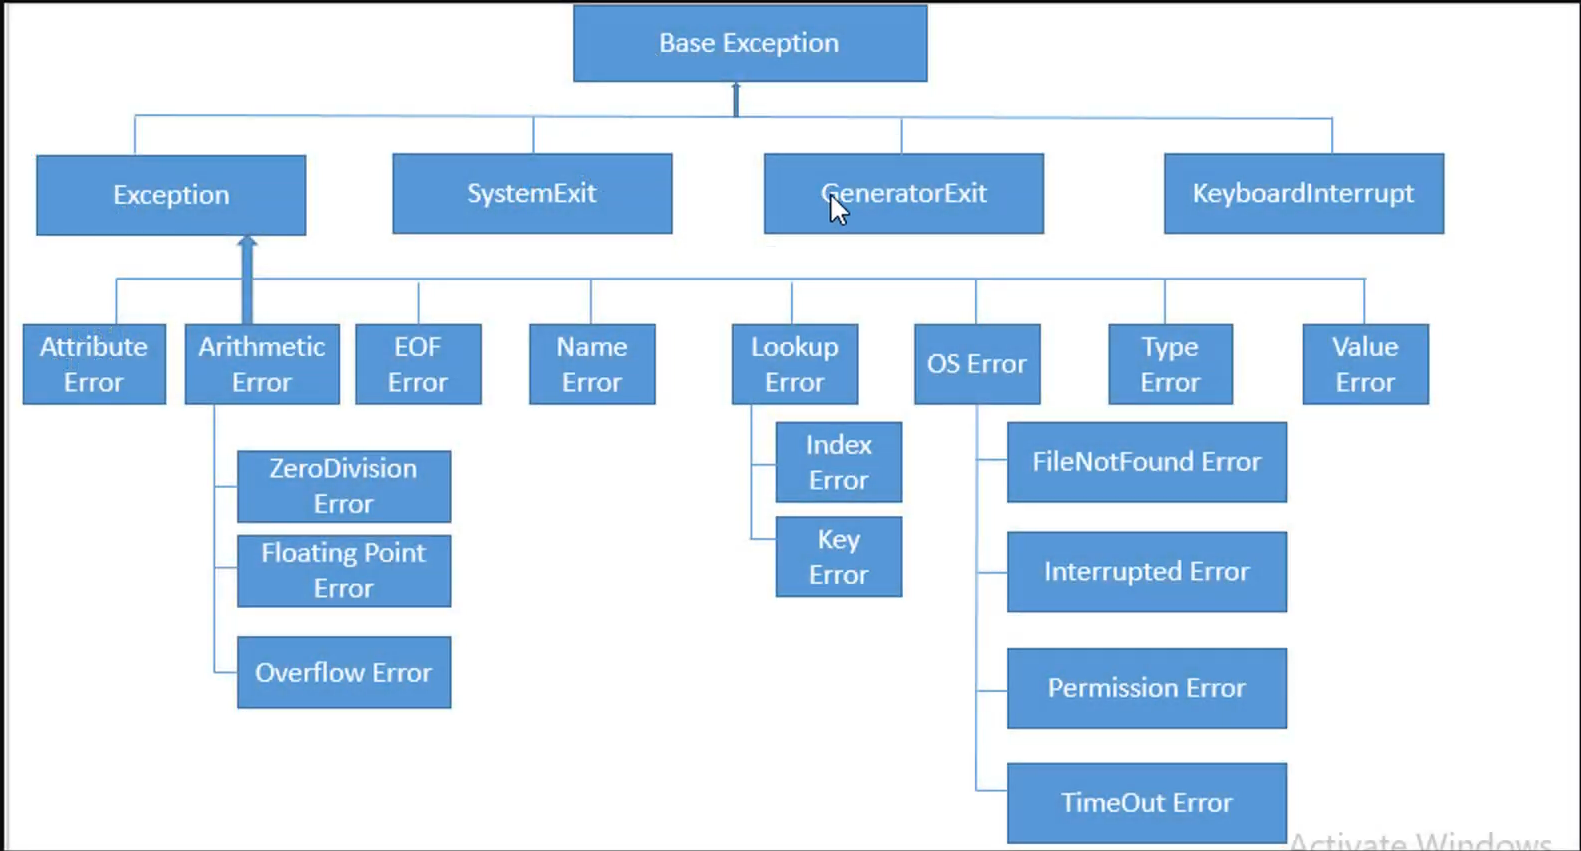 Base Exception
Exception
SystemExit
GeneratorExit
KeyboardInterrupt
Attribute
Error
Arithmetic
Error
EOF
Error
Name
Error
Lookup
Error
OS Error
Type
Error
Value
Error
ZeroDivision
Error
Floating Point
Error
Overflow Error
Index
Error
Key
Error
FileNotFound Error
Interrupted Error
Permission Error
TimeOut Error
Activate Windows